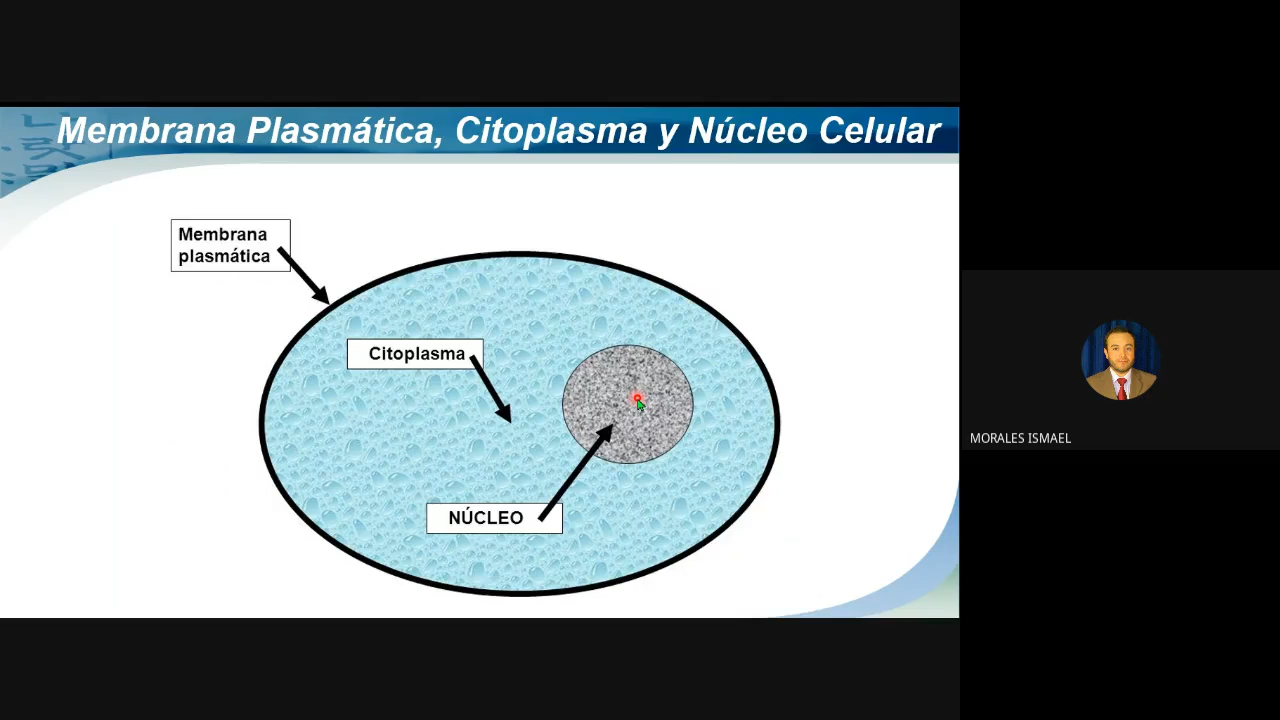 Membrana Plasmática, Citoplasma y Núcleo Celular
Membrana
plasmática
Citoplasma
NÚCLEO
MORALES ISMAEL